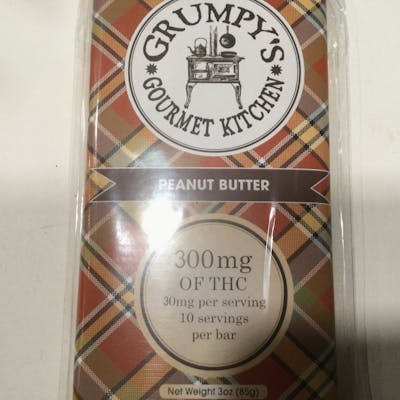 GRUMPY'S
GOURMET KITCHEN
PEANUT BUTTER
300mg
OF THC
30mg per serving
10 servings
per bar
Net Weight 3oz (85g)